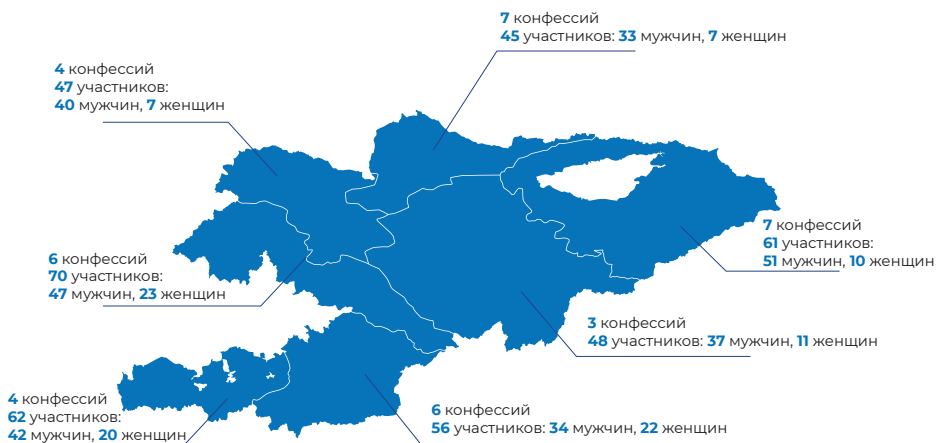 7 конфессий
45 участников: 33 мужчин, 7 женщин
4 конфессий
47 участников:
40 мужчин, 7 женщин
7 конфессий
61 участников:
51 мужчин, 10 женщин
6 конфессий
70 участников:
47 мужчин, 23 женщин
3 конфессий
48 участников: 37 мужчин, 11 женщин
4 конфессий
62 участников:
42 мужчин, 20 женщин
6 конфессий
56 участников: 34 мужчин, 22 женщин